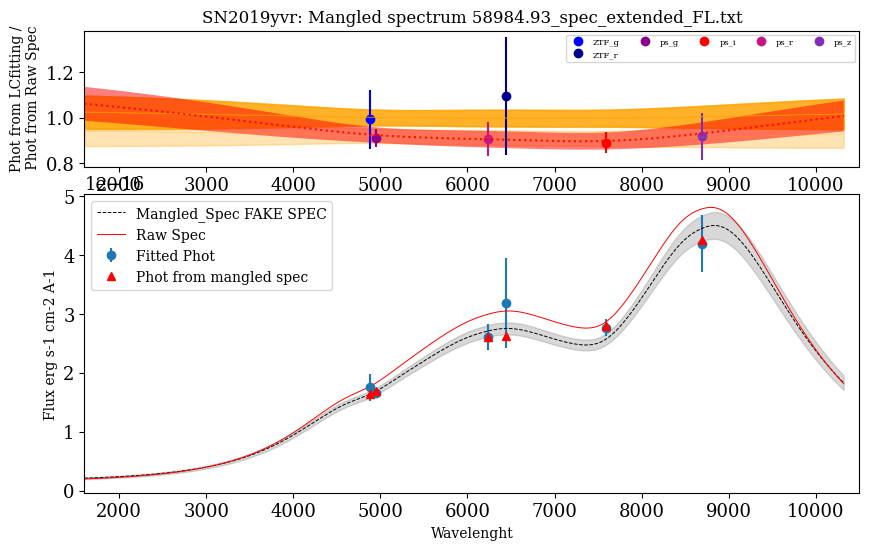 SN2019yvr: Mangled spectrum 58984.93_spec_extended_FL.txt
Phot from LCfitting /
Phot from Raw Spec
1.2
1.0
0.8
ZTF_g
ZTF_r
ps_g
ps_i
ps_r
ps_z
2000 3000 4000 5000 6000 7000 8000 9000 10000
1e−16
Flux erg s-1 cm-2 A-1
5
4
3
2
1
0
Mangled_Spec FAKE SPEC
Raw Spec
Fitted Phot
Phot from mangled spec
2000 3000 4000 5000 6000 7000 8000 9000 10000
Wavelenght